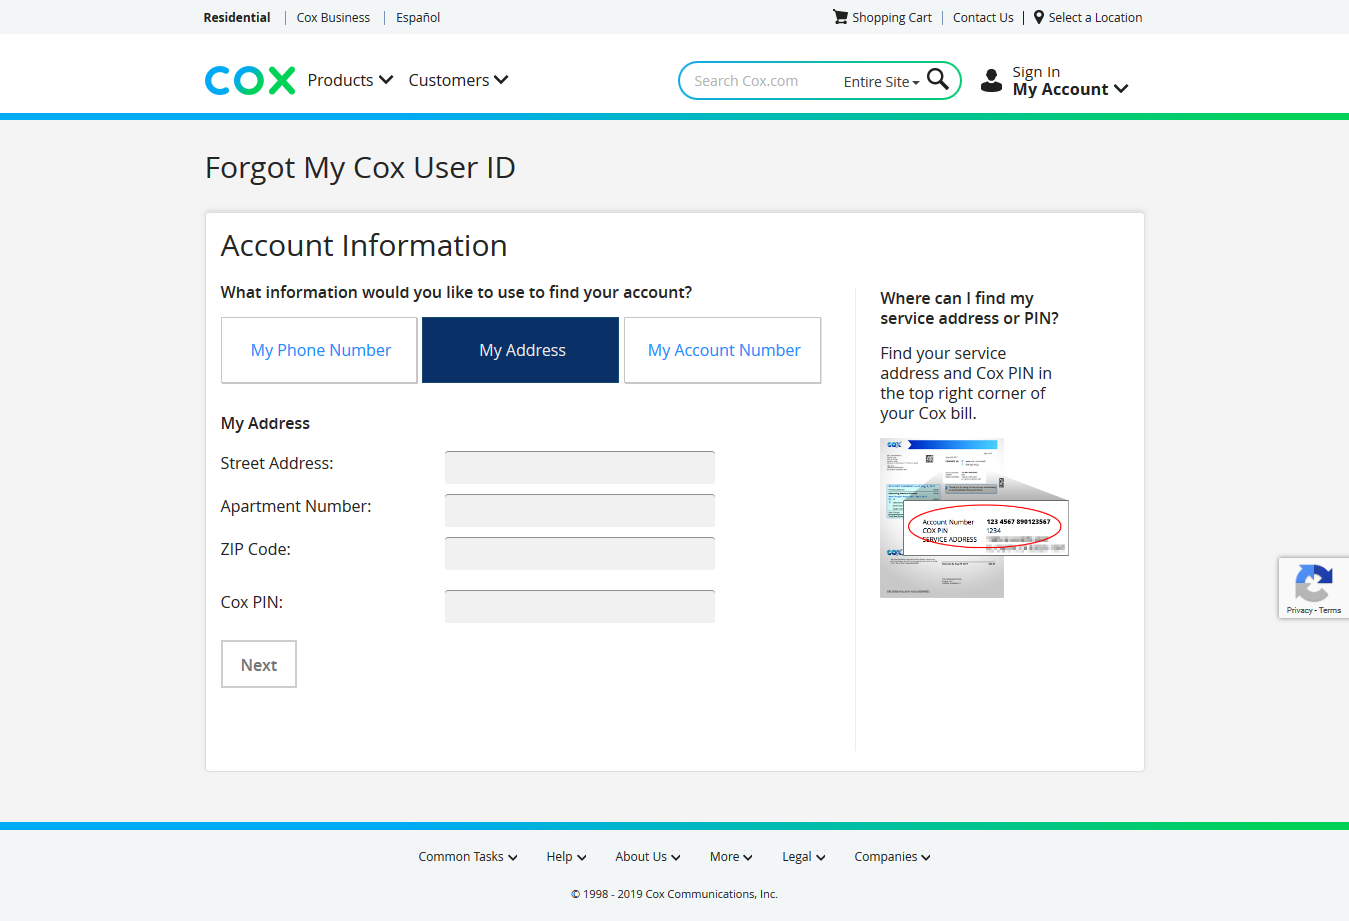 Residential
Cox Business
Español
Shopping Cart
Contact Us
Select a Location
COX
Products
Customers
Search Cox.com
Entire Site
Sign In
My Account
Forgot My Cox User ID
Account Information
What information would you like to use to find your account?
My Phone Number
My Address
My Account Number
My Address
Street Address:
Apartment Number:
ZIP Code:
Cox PIN:
Next
Where can I find my
service address or PIN?
Find your service
address and Cox PIN in
the top right corner of
your Cox bill.
COX
Account Number 123 4567 890123567
COX PIN 1234
SERVICE ADDRESS
Privacy - Terms
Common Tasks
Help
About Us
More
Legal
Companies
© 1998 - 2019 Cox Communications, Inc.